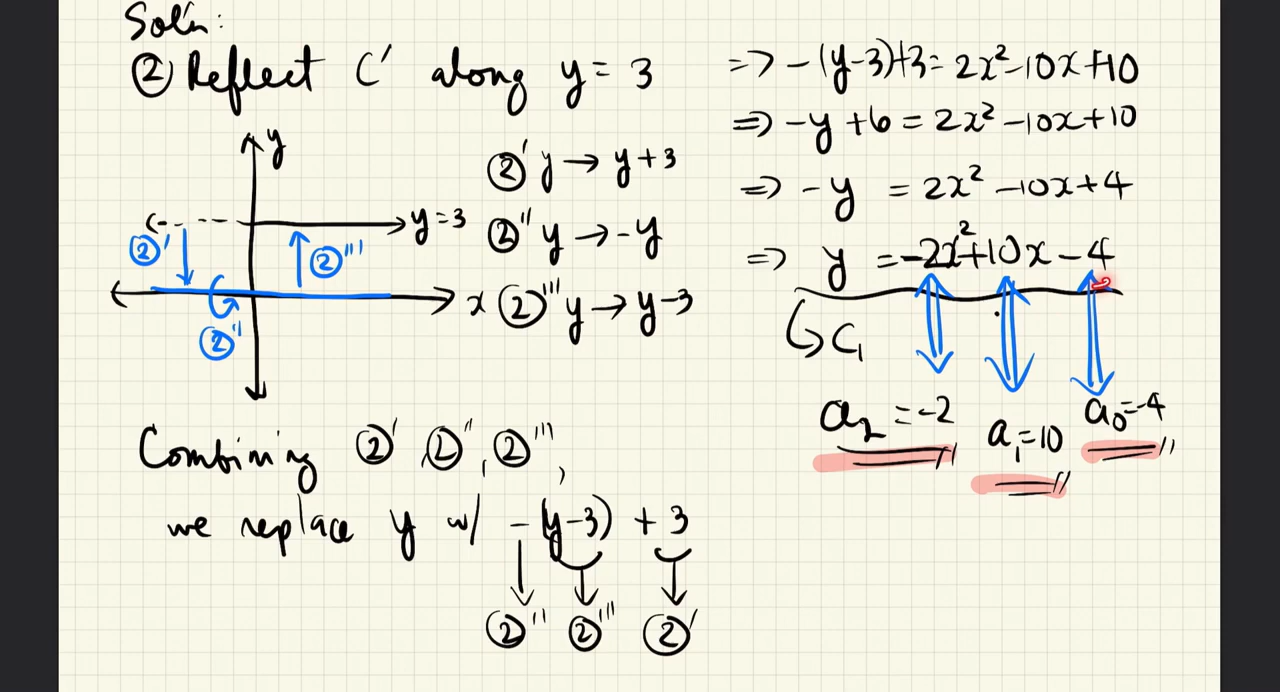 Sol'n:
② Reflect C' along y = 3
y
②' y → y+3
y=3
②'' y → -y
②'
②'''
x
②''' y → y-3
②''
Combining ②', ②'', ②''',
we replace y w/ -(y-3) + 3
②'' ②''' ②'
=> -(y-3)+3 = 2x²-10x+10
=> -y+6 = 2x²-10x+10
=> -y = 2x²-10x+4
=> y = -2x²+10x-4
↳ C₁
a₂ = -2
a₁=10
a₀=-4